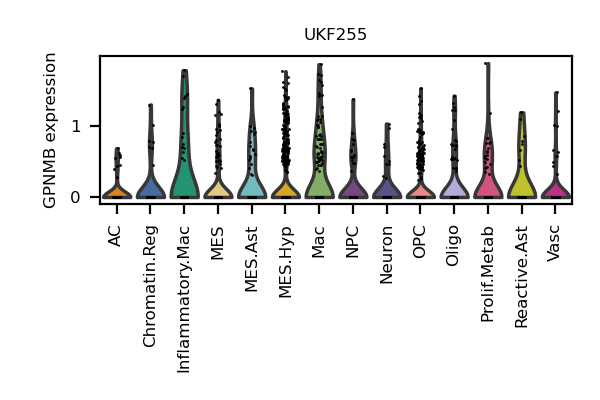 UKF255
GPNMB expression
1
0
AC
Chromatin.Reg
Inflammatory.Mac
MES
MES.Ast
MES.Hyp
Mac
NPC
Neuron
OPC
Oligo
Prolif.Metab
Reactive.Ast
Vasc